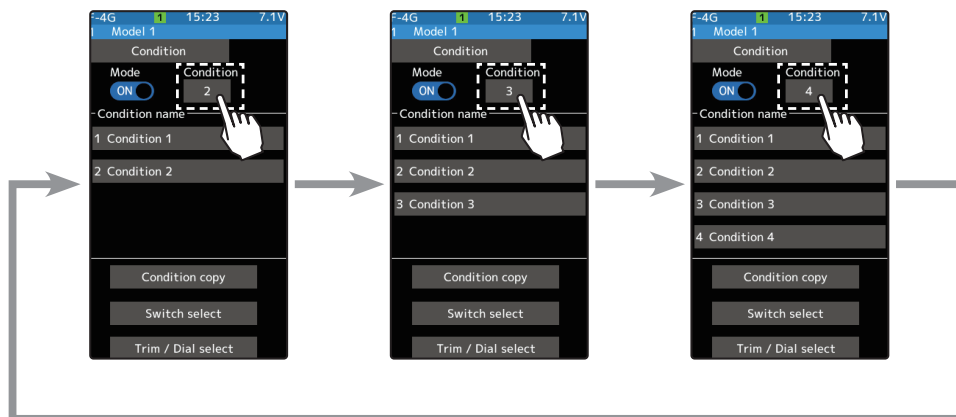 F-4G 1 15:23 7.1V
1 Model 1
Condition
Mode Condition
ON 2
Condition name
1 Condition 1
2 Condition 2
Condition copy
Switch select
Trim / Dial select
F-4G 1 15:23 7.1V
1 Model 1
Condition
Mode Condition
ON 3
Condition name
1 Condition 1
2 Condition 2
3 Condition 3
Condition copy
Switch select
Trim / Dial select
-4G 1 15:23 7.1V
1 Model 1
Condition
Mode Condition
ON 4
Condition name
1 Condition 1
2 Condition 2
3 Condition 3
4 Condition 4
Condition copy
Switch select
Trim / Dial select